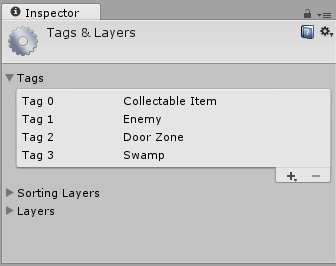 Inspector
Tags & Layers
Tags
Tag 0 Collectable Item
Tag 1 Enemy
Tag 2 Door Zone
Tag 3 Swamp
Sorting Layers
Layers